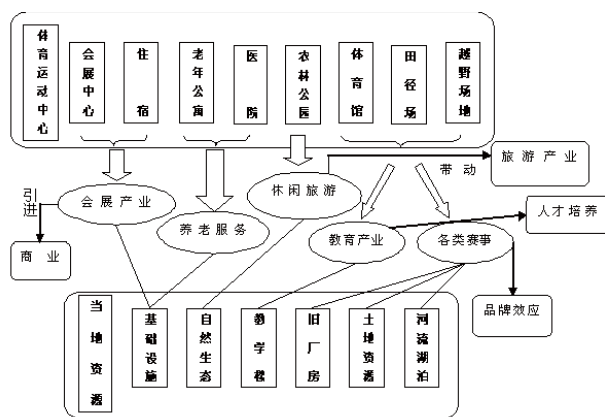 体育运动中心
会展中心
住宿
老年公寓
医院
农林公园
体育馆
田径场
越野场地
旅游产业
带动
引进
会展产业
休闲旅游
人才培养
养老服务
教育产业
各类赛事
商业
品牌效应
当地资源
基础设施
自然生态
教学楼
旧厂房
土地资源
河流湖泊